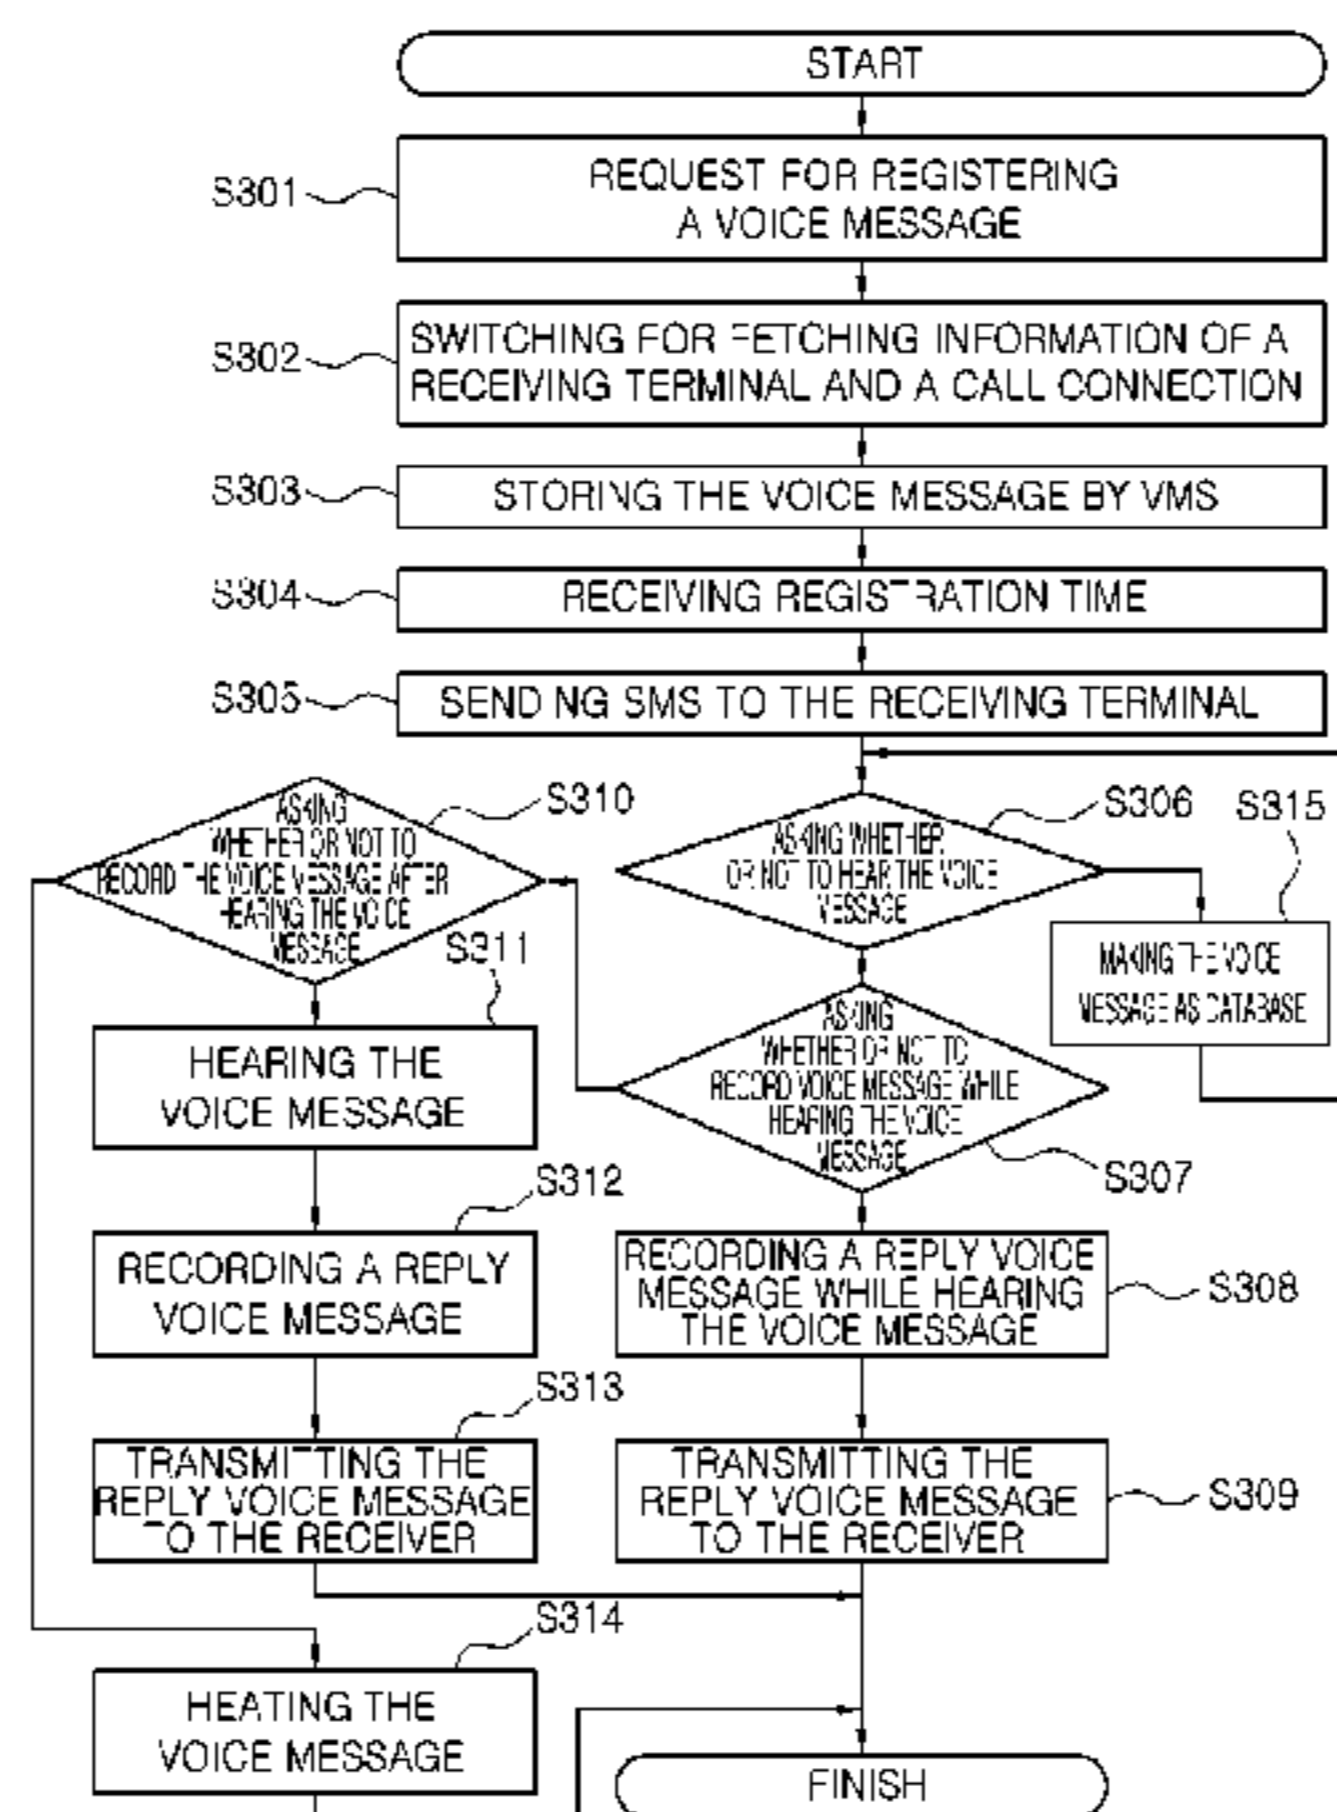 START
S301
REQUEST FOR REGISTERING
A VOICE MESSAGE
S302
SWITCHING FOR FETCHING INFORMATION OF A
RECEIVING TERMINAL AND A CALL CONNECTION
S303
STORING THE VOICE MESSAGE BY VMS
S304
RECEIVING REGISTRATION TIME
S305
SENDING SMS TO THE RECEIVING TERMINAL
S310
ASKING
WHETHER OR NOT TO
RECORD THE VOICE MESSAGE AFTER
HEARING THE VOICE
MESSAGE
S306
ASKING WHETHER
OR NOT TO HEAR THE VOICE
MESSAGE
S315
MAKING THE VOICE
MESSAGE AS DATABASE
S311
HEARING THE
VOICE MESSAGE
ASKING
WHETHER OR NOT TO
RECORD VOICE MESSAGE WHILE
HEARING THE VOICE
MESSAGE
S307
S312
RECORDING A REPLY
VOICE MESSAGE
RECORDING A REPLY VOICE
MESSAGE WHILE HEARING
THE VOICE MESSAGE
S308
S313
TRANSMITTING THE
REPLY VOICE MESSAGE
TO THE RECEIVER
TRANSMITTING THE
REPLY VOICE MESSAGE
TO THE RECEIVER
S309
S314
HEATING THE
VOICE MESSAGE
FINISH